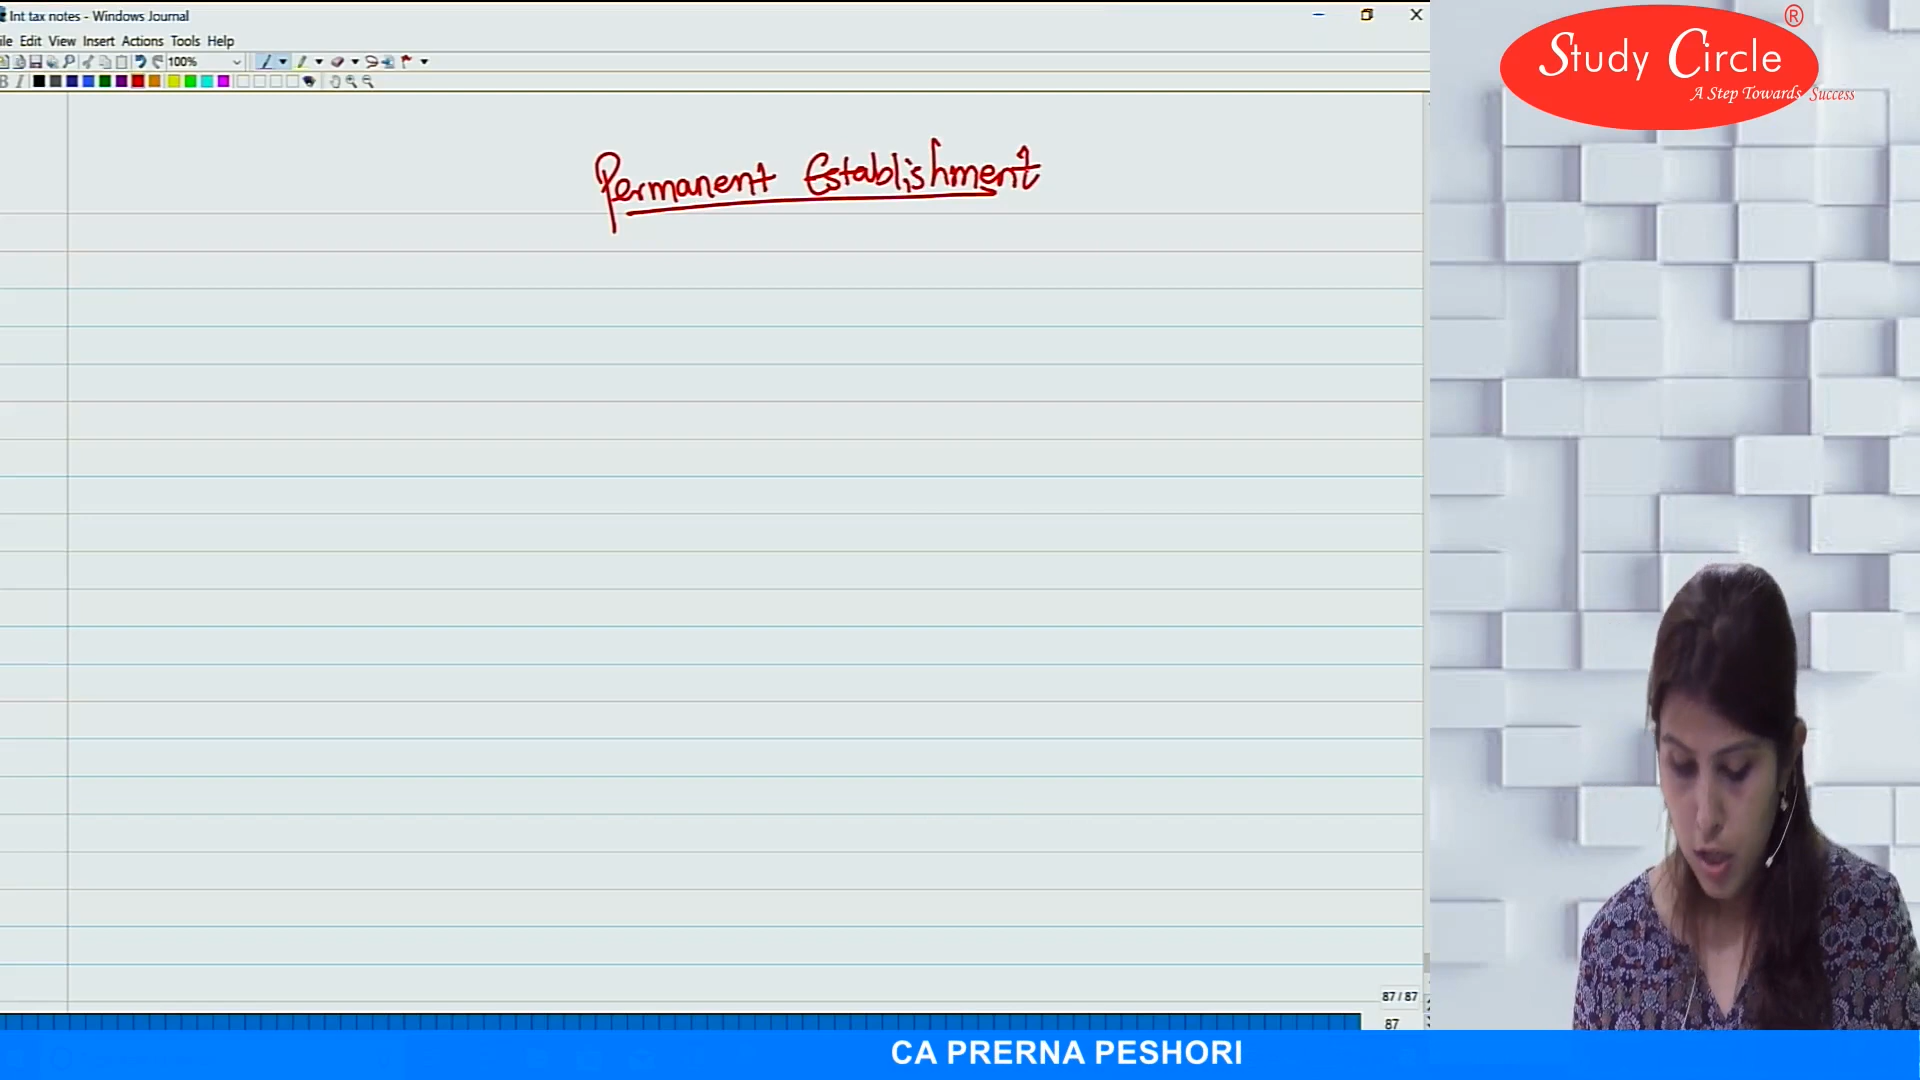 Int tax notes - Windows Journal
ile Edit View Insert Actions Tools Help
100%
B I
Permanent Establishment
87 / 87
87
Study Circle ®
A Step Towards Success
CA PRERNA PESHORI